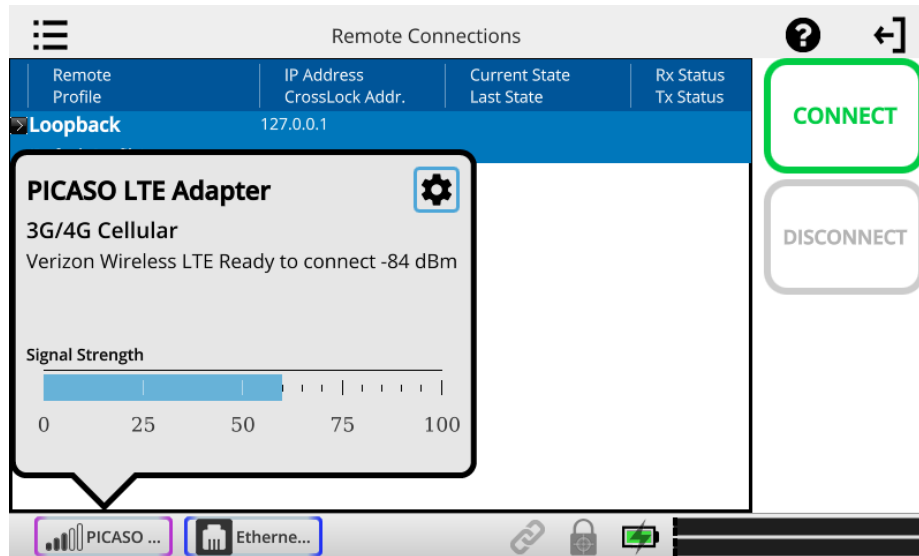 Remote Connections
Remote IP Address Current State Rx Status
Profile CrossLock Addr. Last State Tx Status
Loopback 127.0.0.1
CONNECT
DISCONNECT
PICASO LTE Adapter
3G/4G Cellular
Verizon Wireless LTE Ready to connect -84 dBm
Signal Strength
0 25 50 75 100
PICASO ... Etherne...